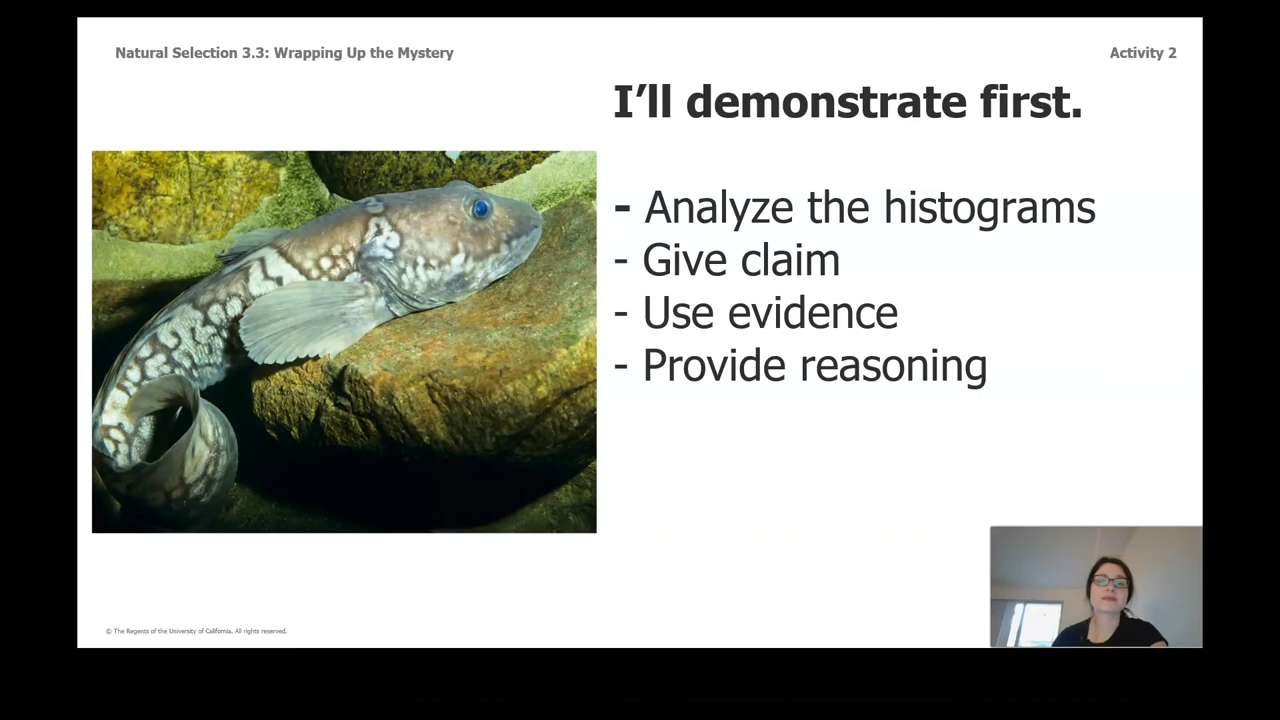 Natural Selection 3.3: Wrapping Up the Mystery
Activity 2
I’ll demonstrate first.
- Analyze the histograms
- Give claim
- Use evidence
- Provide reasoning
© The Regents of the University of California. All rights reserved.